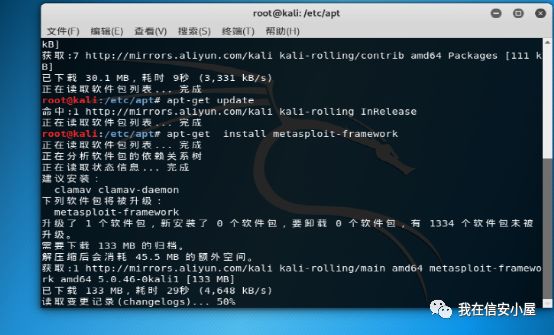 root@kali: /etc/apt
文件(F) 编辑(E) 查看(V) 搜索(S) 终端(T) 帮助(H)
kB]
获取:7 http://mirrors.aliyun.com/kali kali-rolling/contrib amd64 Packages [111 k
B]
已下载 30.1 MB，耗时 9秒 (3,331 kB/s)
正在读取软件包列表... 完成
root@kali:/etc/apt# apt-get update
命中:1 http://mirrors.aliyun.com/kali kali-rolling InRelease
正在读取软件包列表... 完成
root@kali:/etc/apt# apt-get  install metasploit-framework
正在读取软件包列表... 完成
正在分析软件包的依赖关系树
正在读取状态信息... 完成
建议安装：
  clamav clamav-daemon
下列软件包将被升级：
  metasploit-framework
升级了 1 个软件包，新安装了 0 个软件包，要卸载 0 个软件包，有 1334 个软件包未被
升级。
需要下载 133 MB 的归档。
解压缩后会消耗 45.5 MB 的额外空间。
获取:1 http://mirrors.aliyun.com/kali kali-rolling/main amd64 metasploit-framewo
rk amd64 5.0.46-0kali1 [133 MB]
已下载 133 MB，耗时 29秒 (4,648 kB/s)
读取变更记录(changelogs)... 50%
我在信安小屋